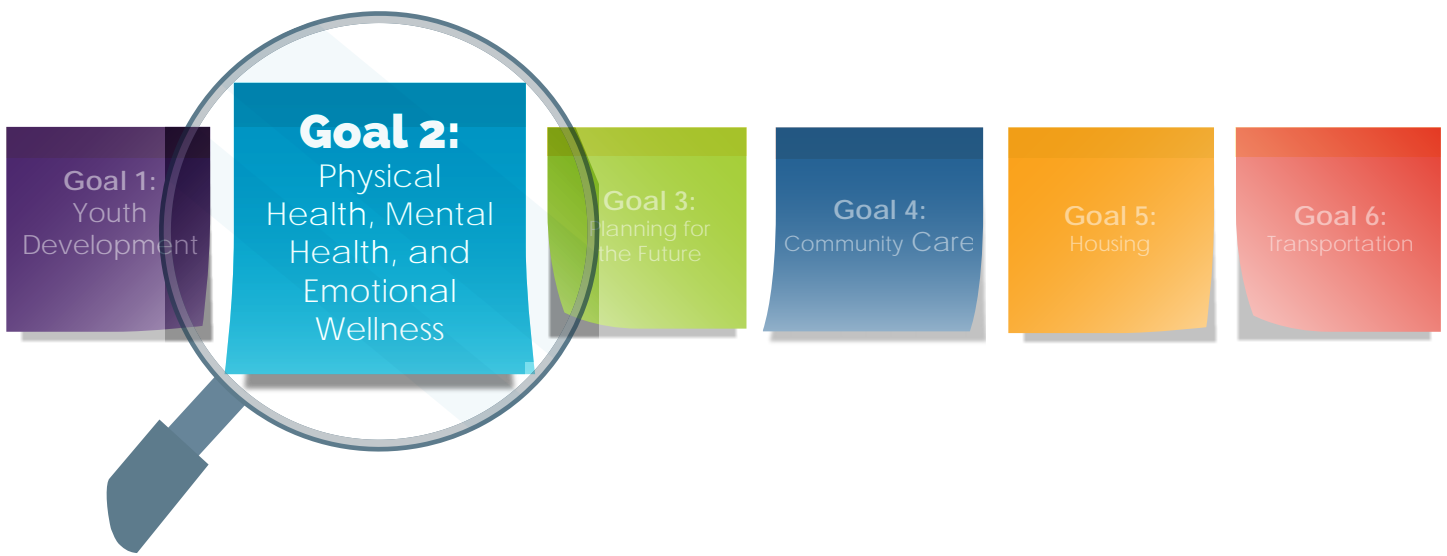 Goal 1:
Youth
Development
Goal 2:
Physical
Health, Mental
Health, and
Emotional
Wellness
Goal 3:
Planning for
the Future
Goal 4:
Community Care
Goal 5:
Housing
Goal 6:
Transportation